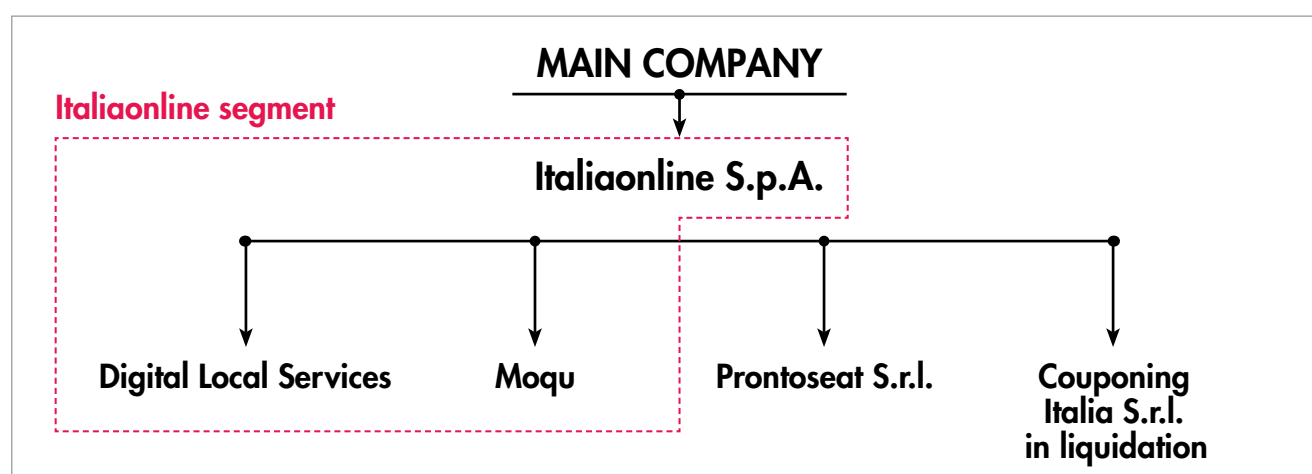 MAIN COMPANY
Italiaonline segment
Italiaonline S.p.A.
Digital Local Services
Moqu
Prontoseat S.r.l.
Couponing
Italia S.r.l.
in liquidation